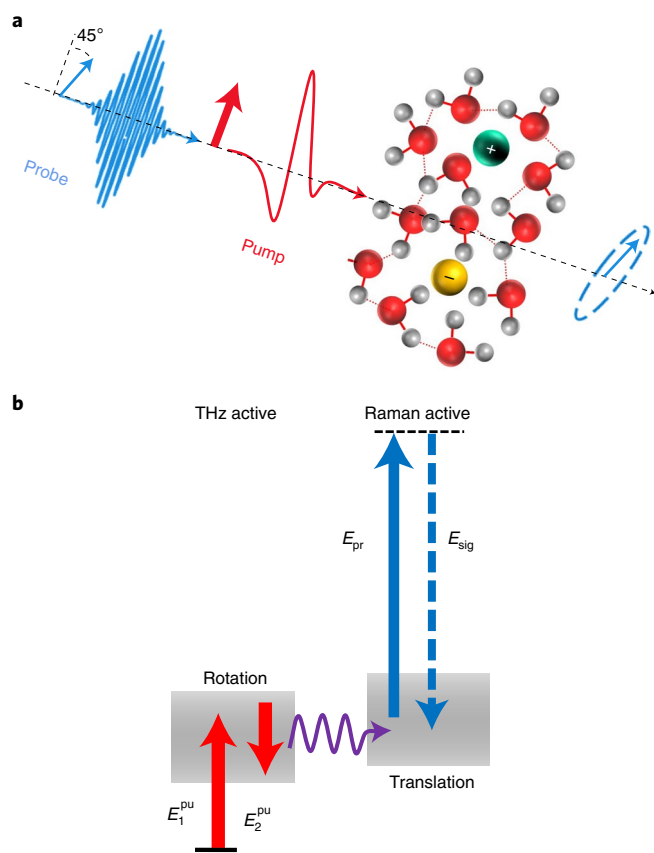 a
45°
Probe
Pump
+
−
b
THz active Raman active
E_pr E_sig
Rotation
Translation
E_1^pu E_2^pu